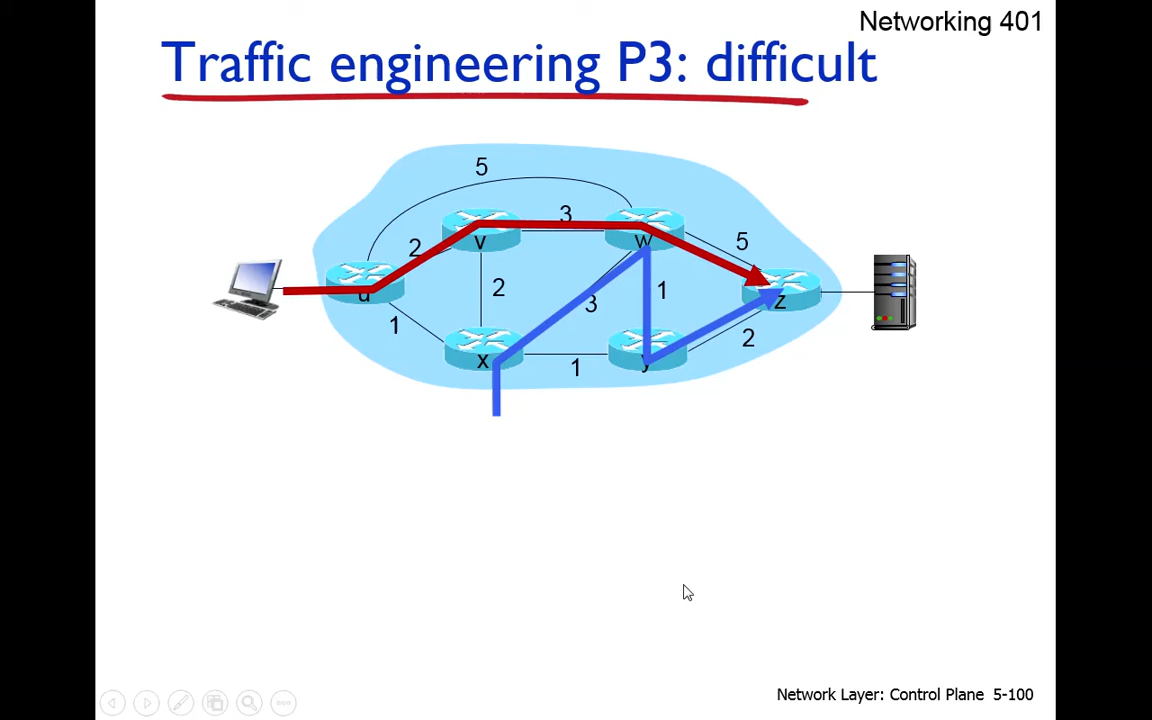 Networking 401
Traffic engineering P3: difficult
5
3
v
w
2
5
2
3
1
u
z
1
2
x
1
y
Network Layer: Control Plane 5-100